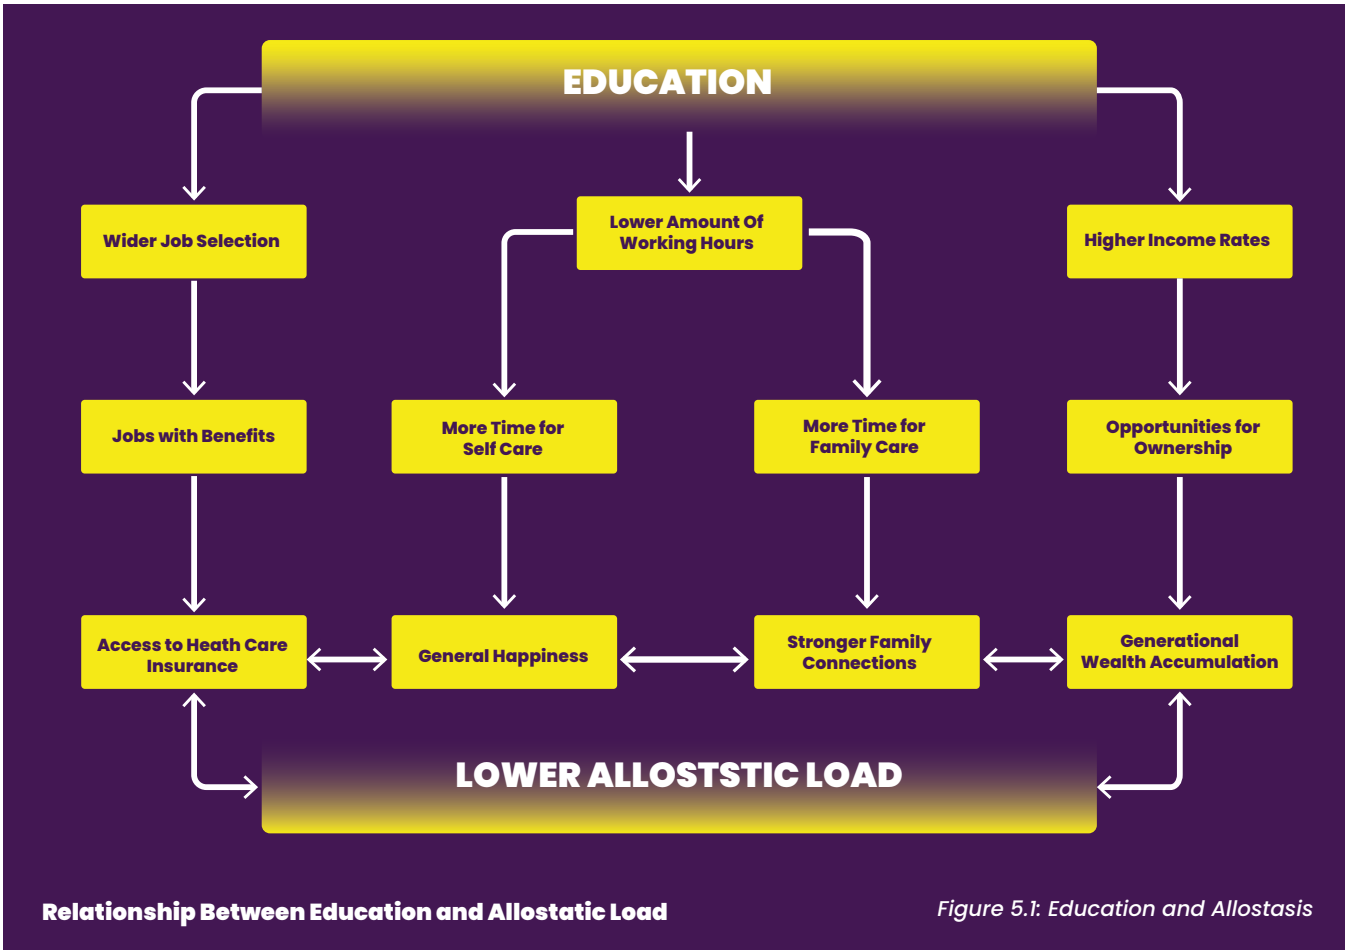 EDUCATION
Wider Job Selection
Lower Amount Of
Working Hours
Higher Income Rates
Jobs with Benefits
More Time for
Self Care
More Time for
Family Care
Opportunities for
Ownership
Access to Heath Care
Insurance
General Happiness
Stronger Family
Connections
Generational
Wealth Accumulation
LOWER ALLOSTSTIC LOAD
Relationship Between Education and Allostatic Load
Figure 5.1: Education and Allostasis